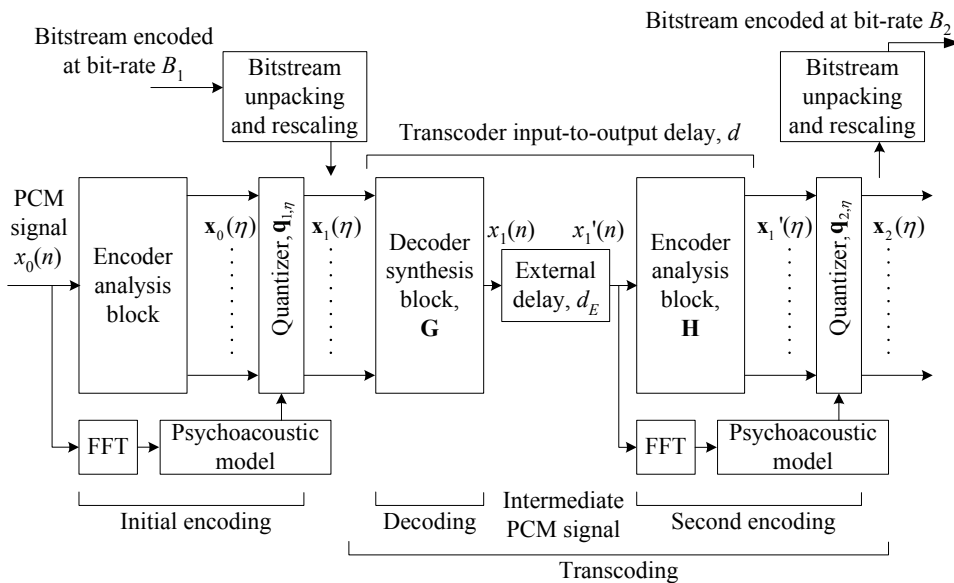 Bitstream encoded
at bit-rate B₁
Bitstream
unpacking
and rescaling
Bitstream encoded at bit-rate B₂
Bitstream
unpacking
and rescaling
Transcoder input-to-output delay, d
PCM
signal
x₀(n)
Encoder
analysis
block
x₀(η)
Quantizer, q₁,η
x₁(η)
Decoder
synthesis
block,
G
x₁(n)
x₁'(n)
External
delay, d_E
Encoder
analysis
block,
H
x₁'(η)
Quantizer, q₂,η
x₂(η)
FFT
Psychoacoustic
model
FFT
Psychoacoustic
model
Initial encoding
Decoding
Intermediate
PCM signal
Second encoding
Transcoding